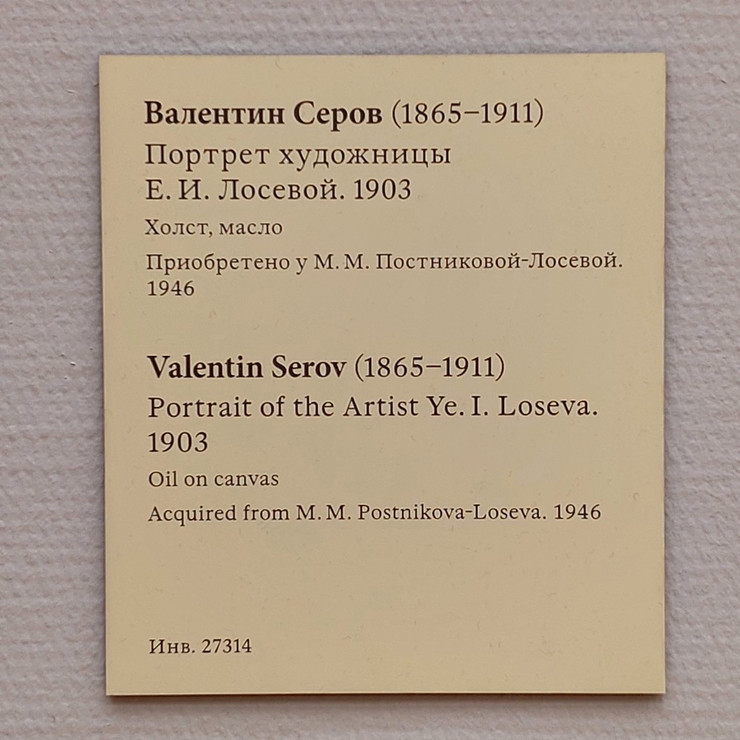 Валентин Серов (1865–1911)
Портрет художницы
Е. И. Лосевой. 1903
Холст, масло
Приобретено у М. М. Постниковой-Лосевой.
1946
Valentin Serov (1865–1911)
Portrait of the Artist Ye. I. Loseva.
1903
Oil on canvas
Acquired from M. M. Postnikova-Loseva. 1946
Инв. 27314